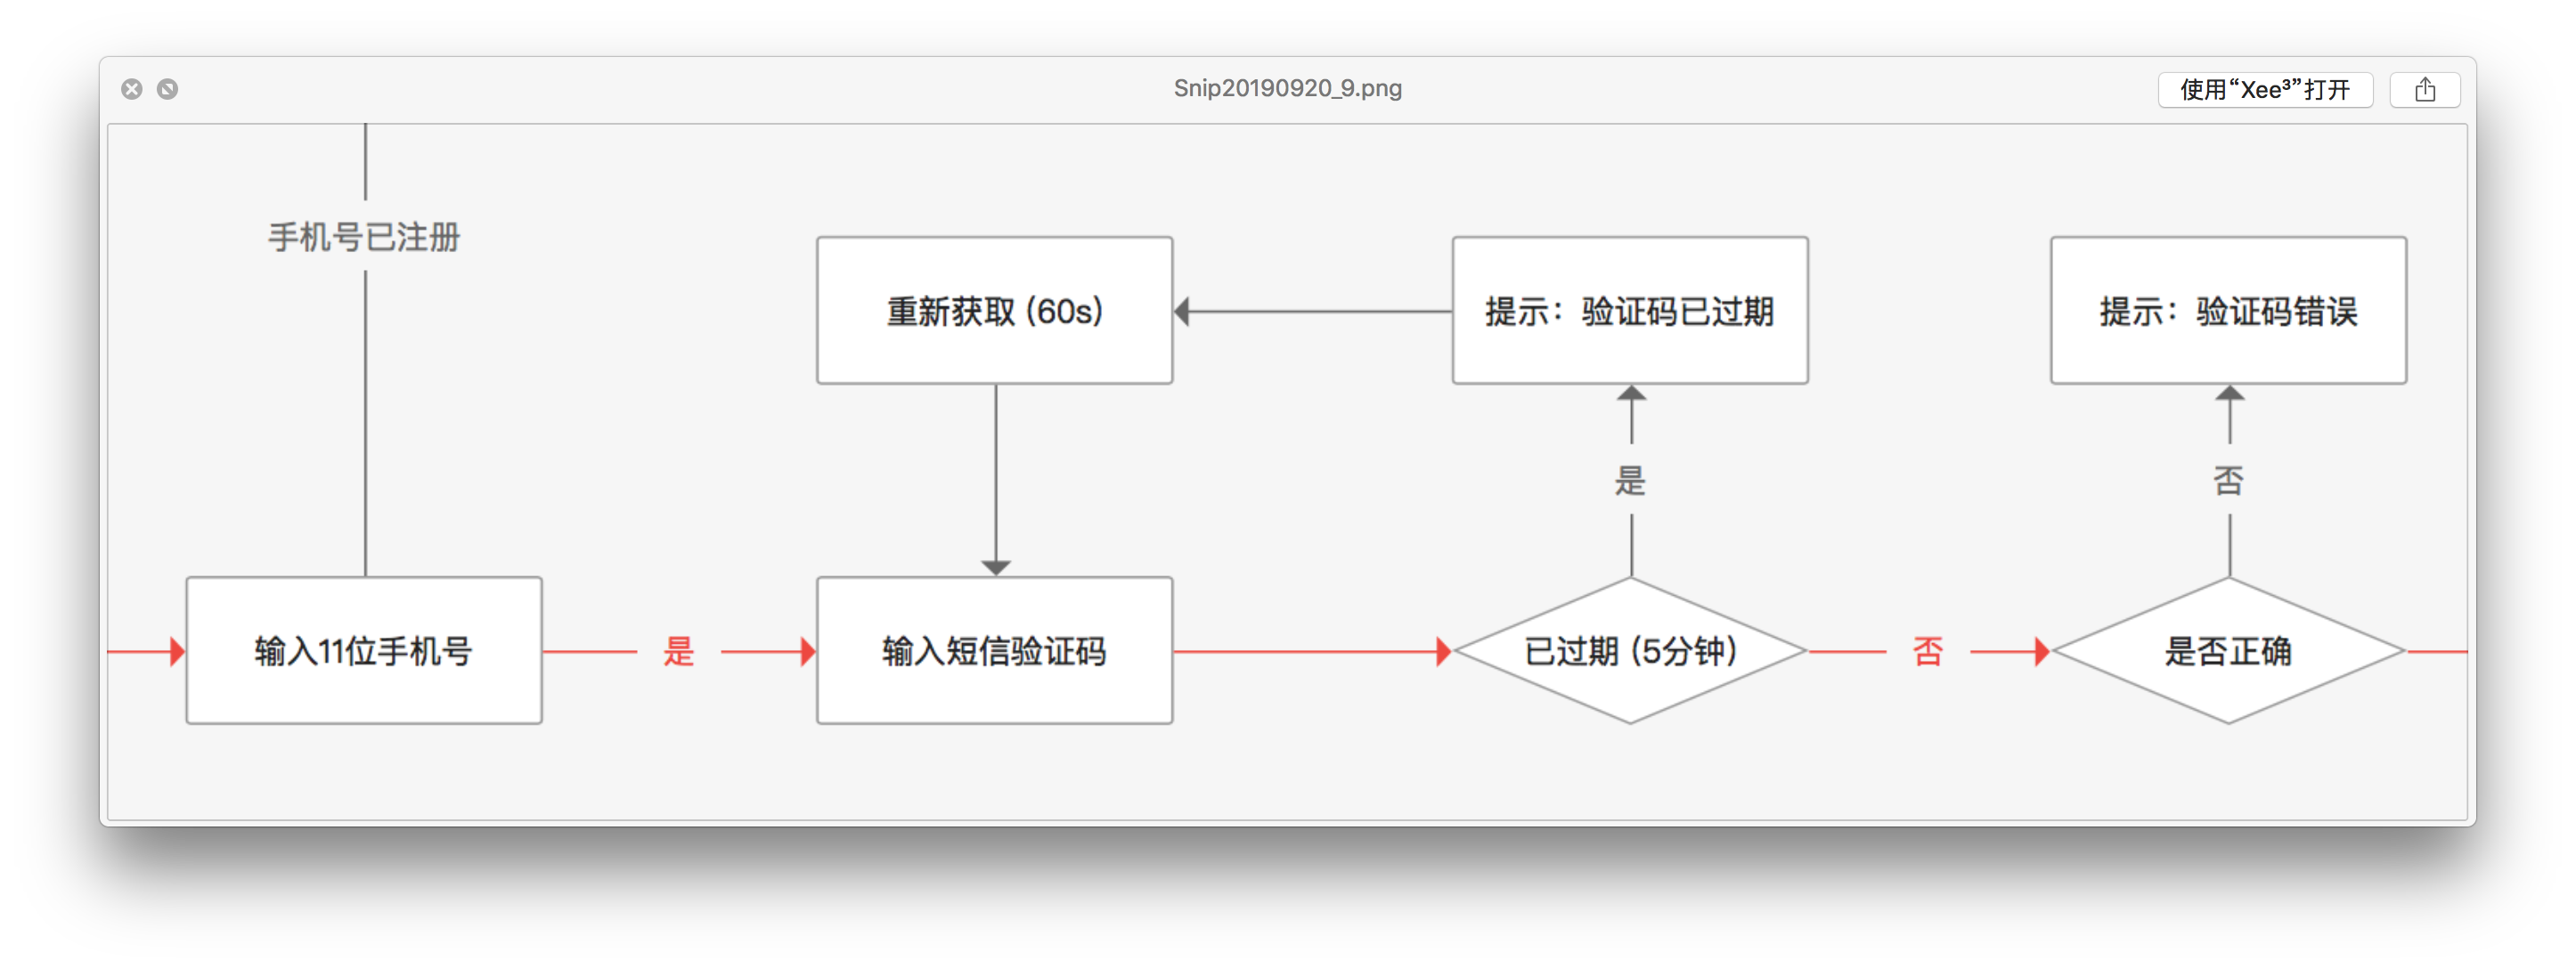 Snip20190920_9.png
使用“Xee³”打开
手机号已注册
重新获取 (60s)
提示：验证码已过期
提示：验证码错误
是
否
输入11位手机号
是
输入短信验证码
已过期 (5分钟)
否
是否正确